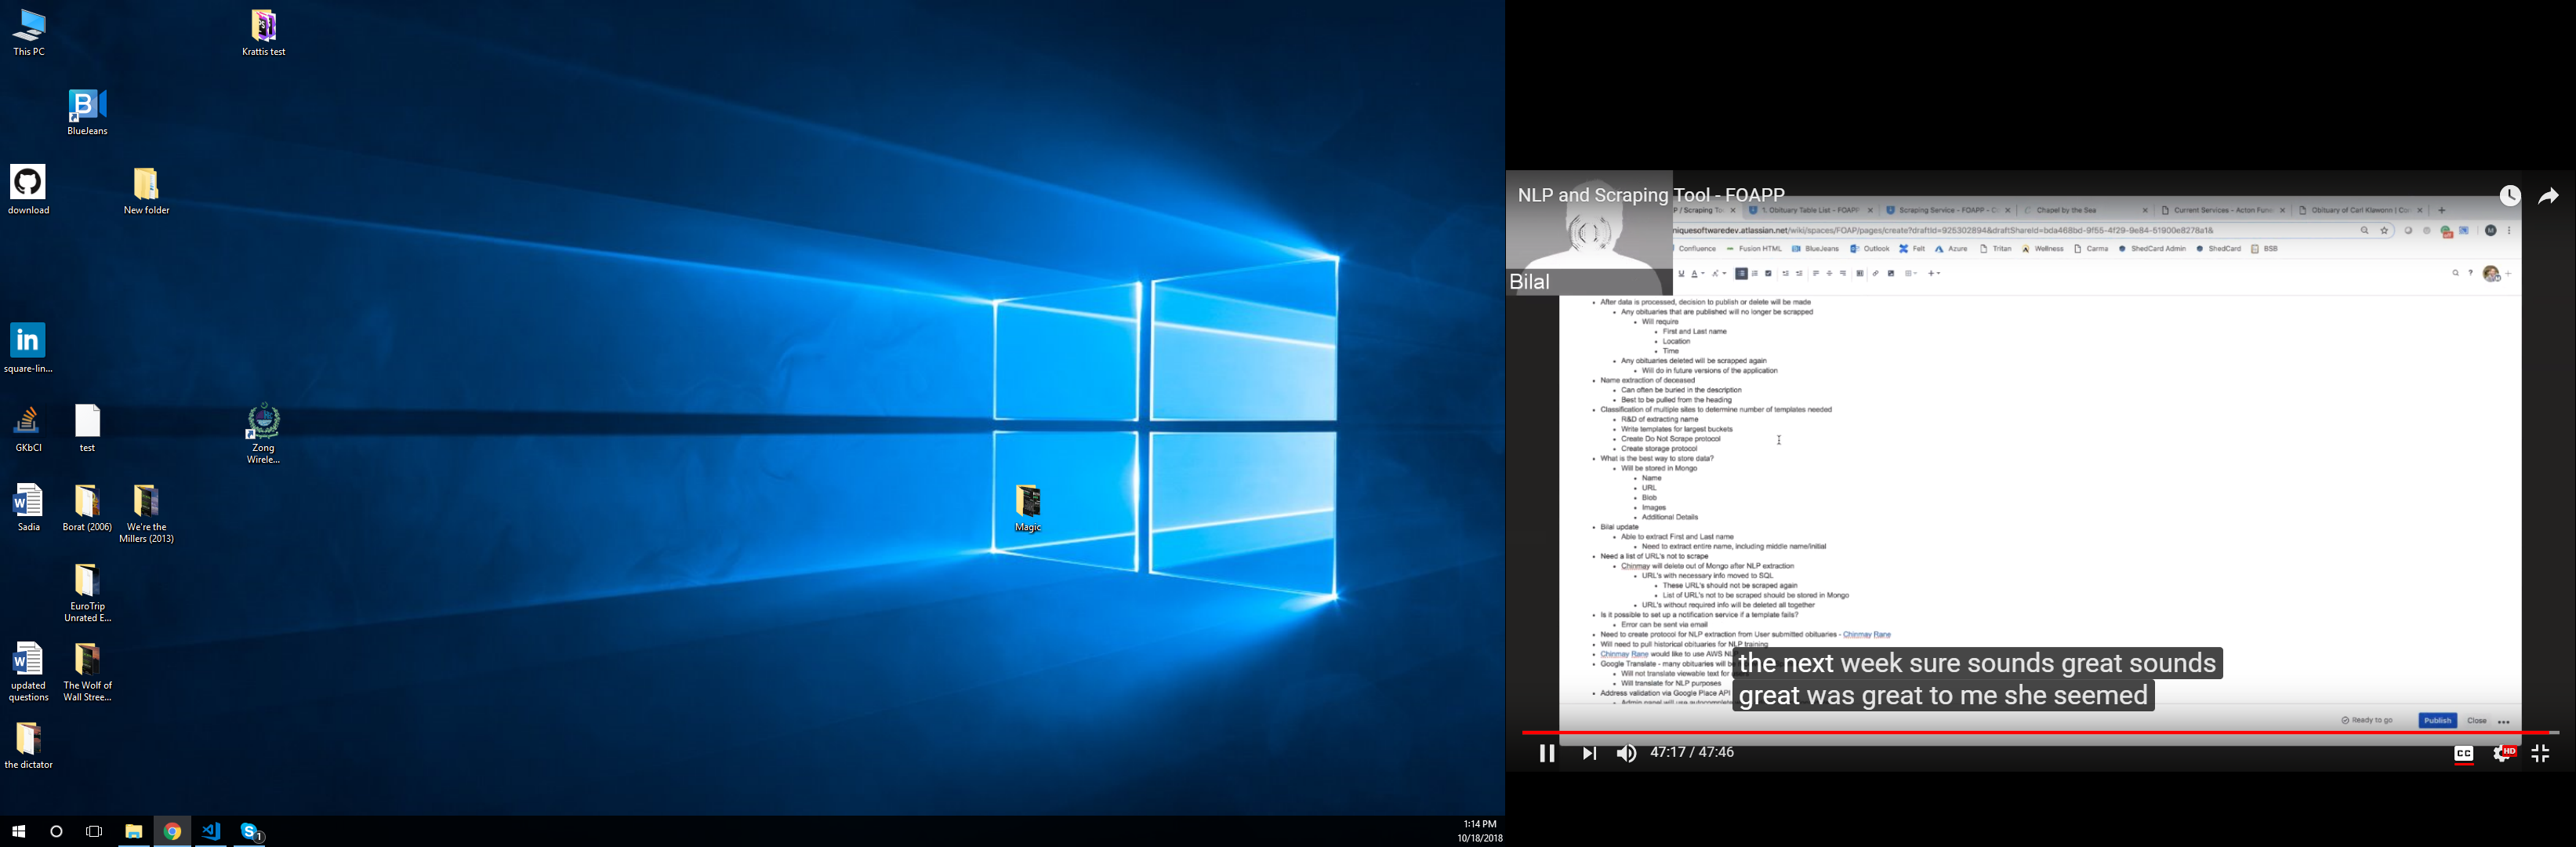 This PC
Krattis test
BlueJeans
download
New folder
in
square-lin...
GKbCI
test
Zong
Wirele...
Sadia
Borat (2006)
We're the
Millers (2013)
Magic
EuroTrip
Unrated E...
updated
questions
The Wolf of
Wall Stree...
the dictator
1:14 PM
10/18/2018
NLP and Scraping Tool - FOAPP
Bilal
P / Scraping To
1. Obituary Table List - FOAPP
Scraping Service - FOAPP - C
Chapel by the Sea
Current Services - Acton Fune
Obituary of Carl Klawonn | Co
niquesoftwaredev.atlassian.net/wiki/spaces/FOAP/pages/create?draftId=925302894&draftShareId=bda468bd-9f55-4f29-9e84-51900e8278a1&
Confluence
Fusion HTML
BlueJeans
Outlook
Felt
Azure
Tritan
Wellness
Carma
ShedCard Admin
ShedCard
BSB
After data is processed, decision to publish or delete will be made
Any obituaries that are published will no longer be scrapped
Will require
First and Last name
Location
Time
Any obituaries deleted will be scrapped again
Will do in future versions of the application
Name extraction of deceased
Can often be buried in the description
Best to be pulled from the heading
Classification of multiple sites to determine number of templates needed
R&D of extracting name
Write templates for largest buckets
Create Do Not Scrape protocol
Create storage protocol
What is the best way to store data?
Will be stored in Mongo
Name
URL
Blob
Images
Additional Details
Bilal update
Able to extract First and Last name
Need to extract entire name, including middle name/initial
Need a list of URL's not to scrape
Chinmay will delete out of Mongo after NLP extraction
URL's with necessary info moved to SQL
These URL's should not be scraped again
List of URL's not to be scraped should be stored in Mongo
URL's without required info will be deleted all together
Is it possible to set up a notification service if a template fails?
Error can be sent via email
Need to create protocol for NLP extraction from User submitted obituaries - Chinmay Rane
Will need to pull historical obituaries for NLP training
Chinmay Rane would like to use AWS NL
Google Translate - many obituaries will be
Will not translate viewable text for
Will translate for NLP purposes
Address validation via Google Place API
Admin panel will use autocomplete
the next week sure sounds great sounds
great was great to me she seemed
Ready to go
Publish
Close
47:17 / 47:46
CC
HD